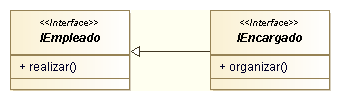 <<Interface>>
IEmpleado
+ realizar()
<<Interface>>
IEncargado
+ organizar()